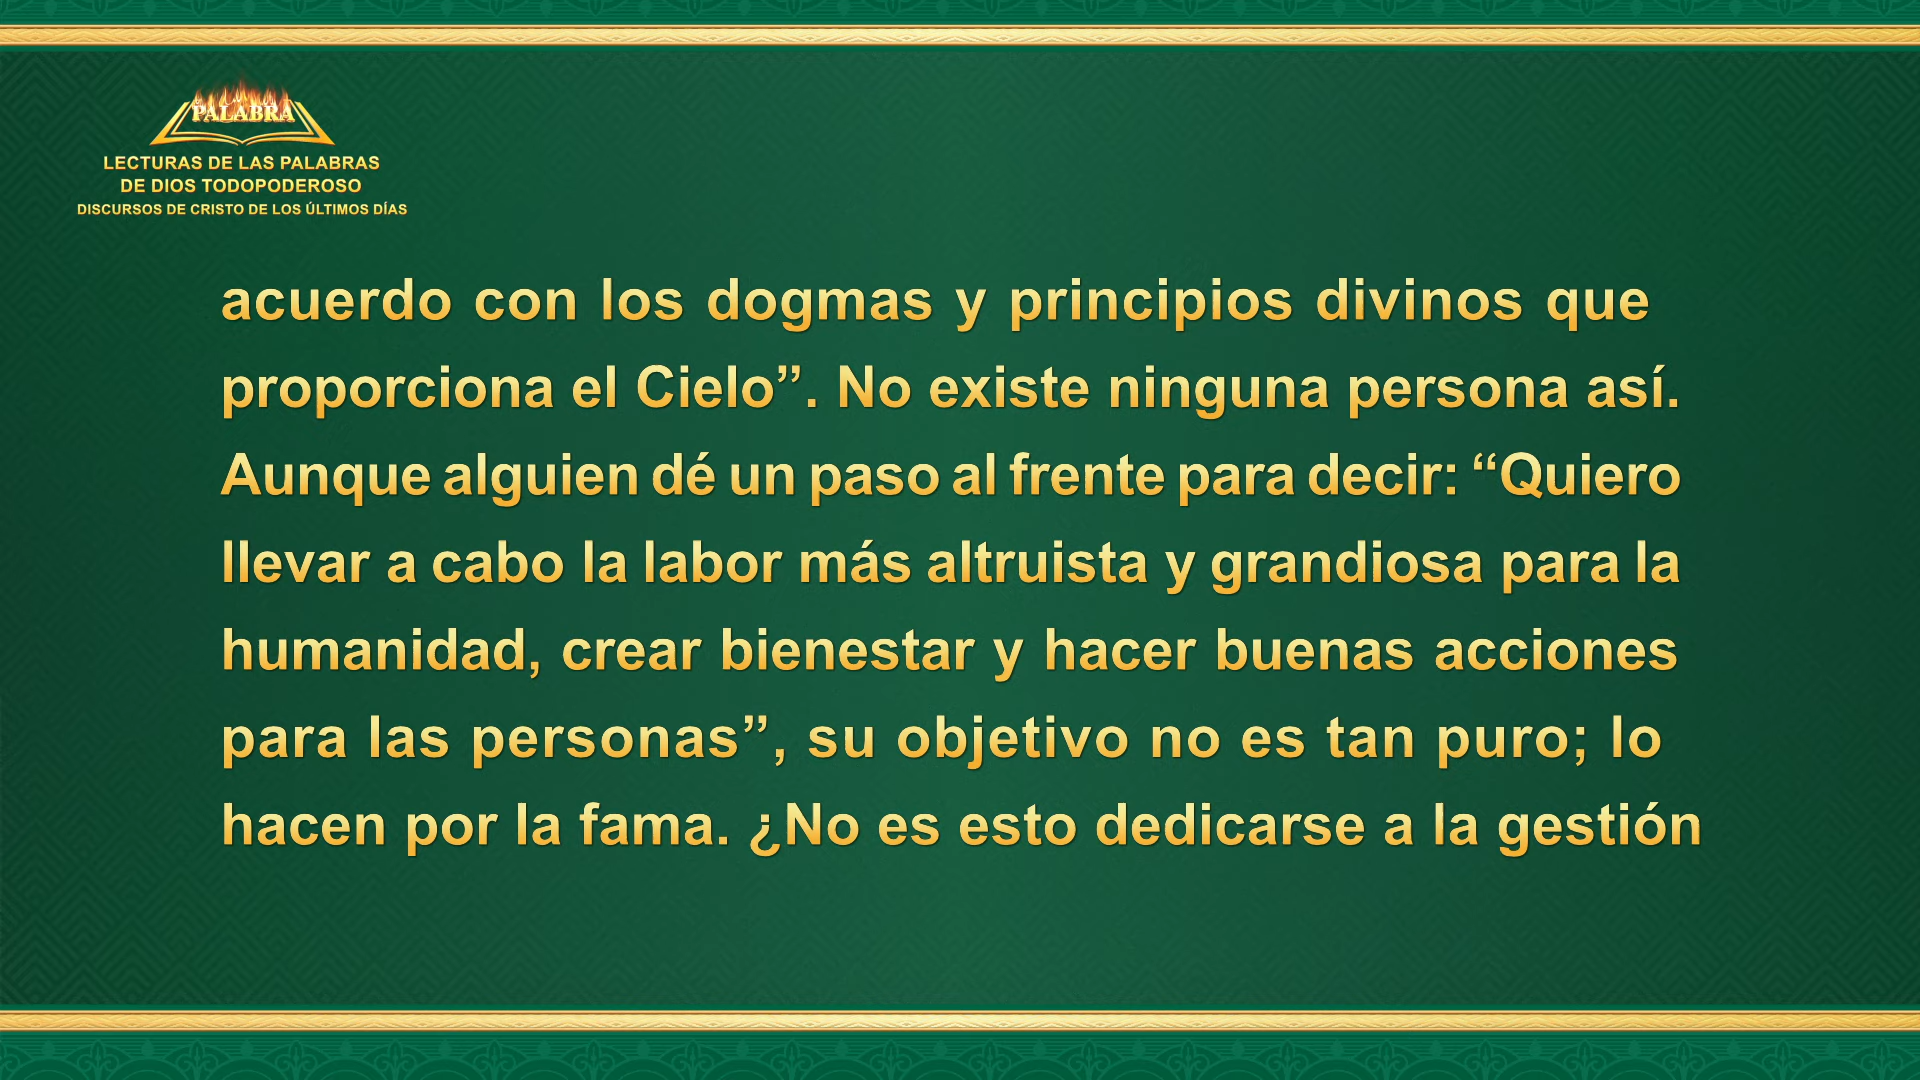 PALABRA
LECTURAS DE LAS PALABRAS
DE DIOS TODOPODEROSO
DISCURSOS DE CRISTO DE LOS ÚLTIMOS DÍAS
acuerdo con los dogmas y principios divinos que
proporciona el Cielo”. No existe ninguna persona así.
Aunque alguien dé un paso al frente para decir: “Quiero
llevar a cabo la labor más altruista y grandiosa para la
humanidad, crear bienestar y hacer buenas acciones
para las personas”, su objetivo no es tan puro; lo
hacen por la fama. ¿No es esto dedicarse a la gestión